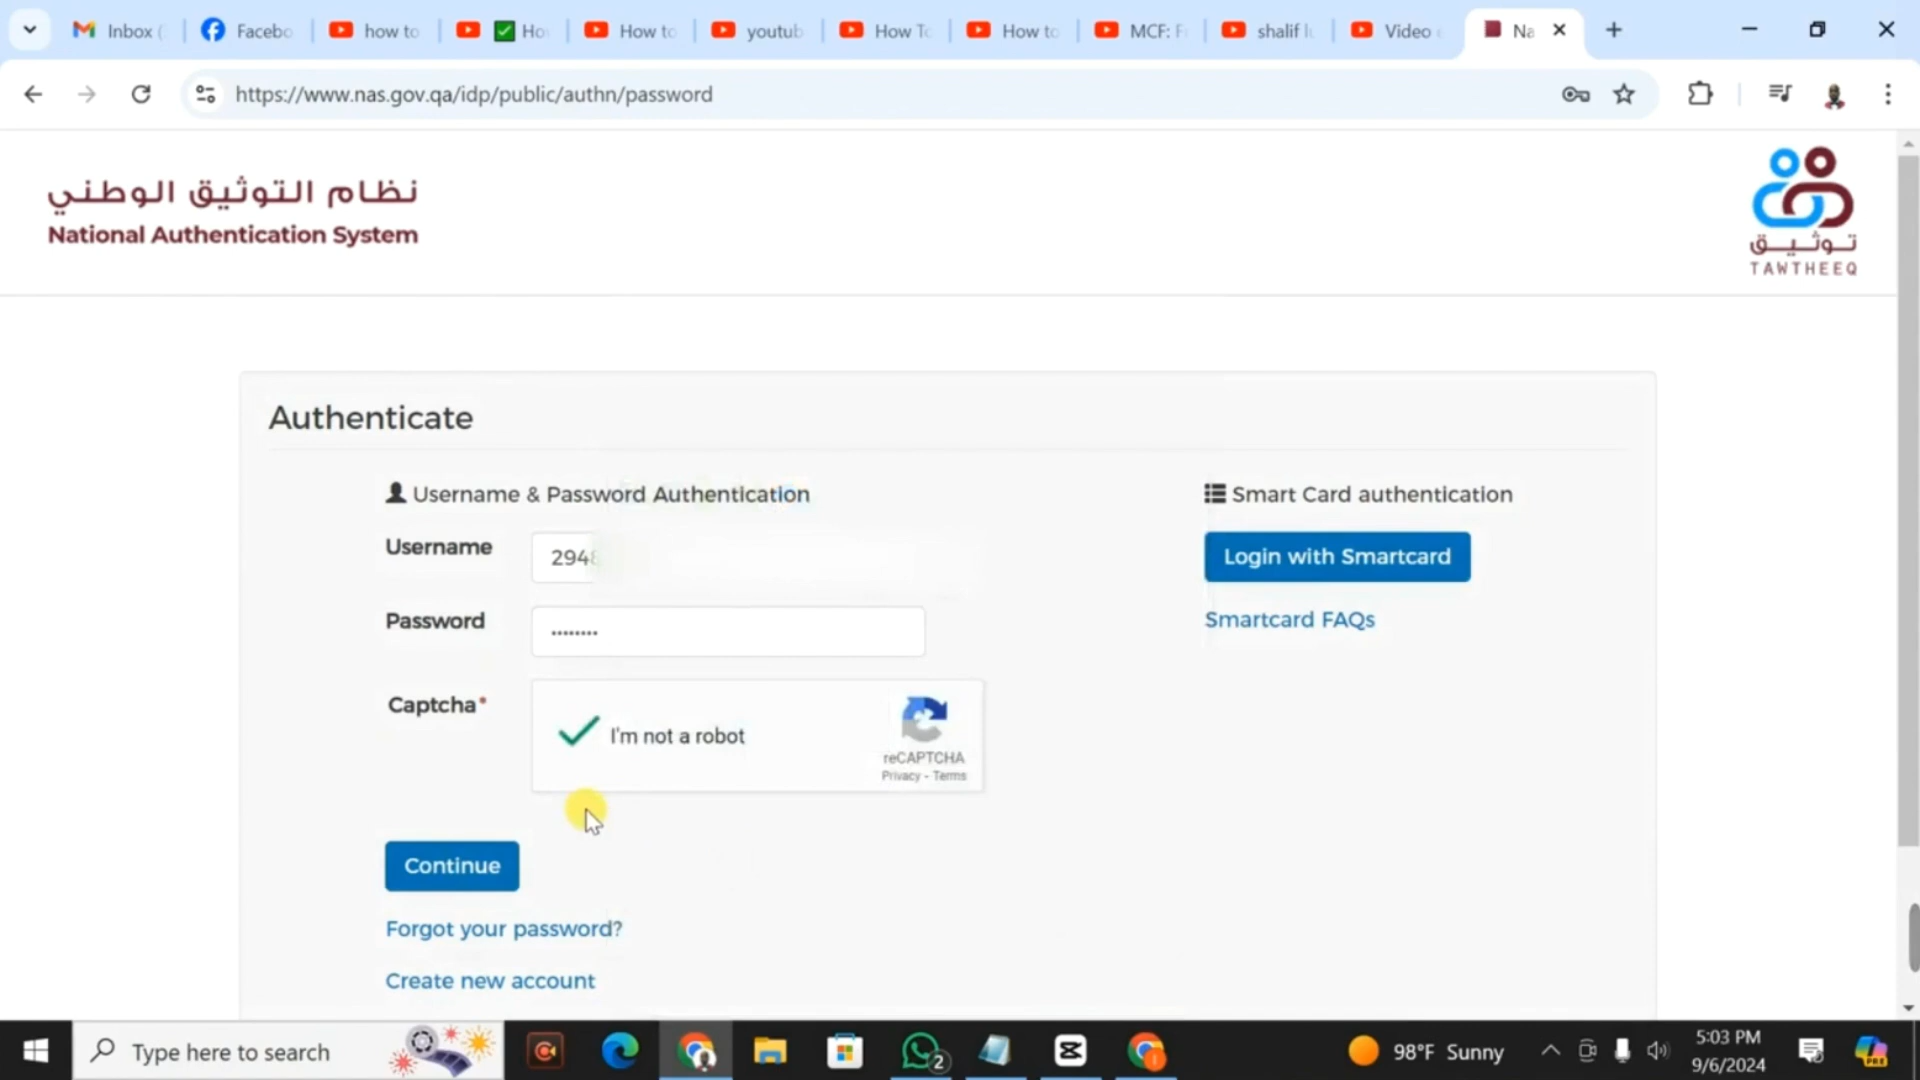 Inbox (
Facebo
how to
Ho
How to
youtub
How To
How to
MCF: F
shalif lu
Video e
Na
https://www.nas.gov.qa/idp/public/authn/password
نظام التوثيق الوطني
National Authentication System
توثيق
TAWTHEEQ
Authenticate
Username & Password Authentication
Smart Card authentication
Username
294
Login with Smartcard
Password
••••••••
Smartcard FAQs
Captcha*
I'm not a robot
reCAPTCHA
Privacy - Terms
Continue
Forgot your password?
Create new account
Type here to search
2
98°F Sunny
5:03 PM
9/6/2024
PRE